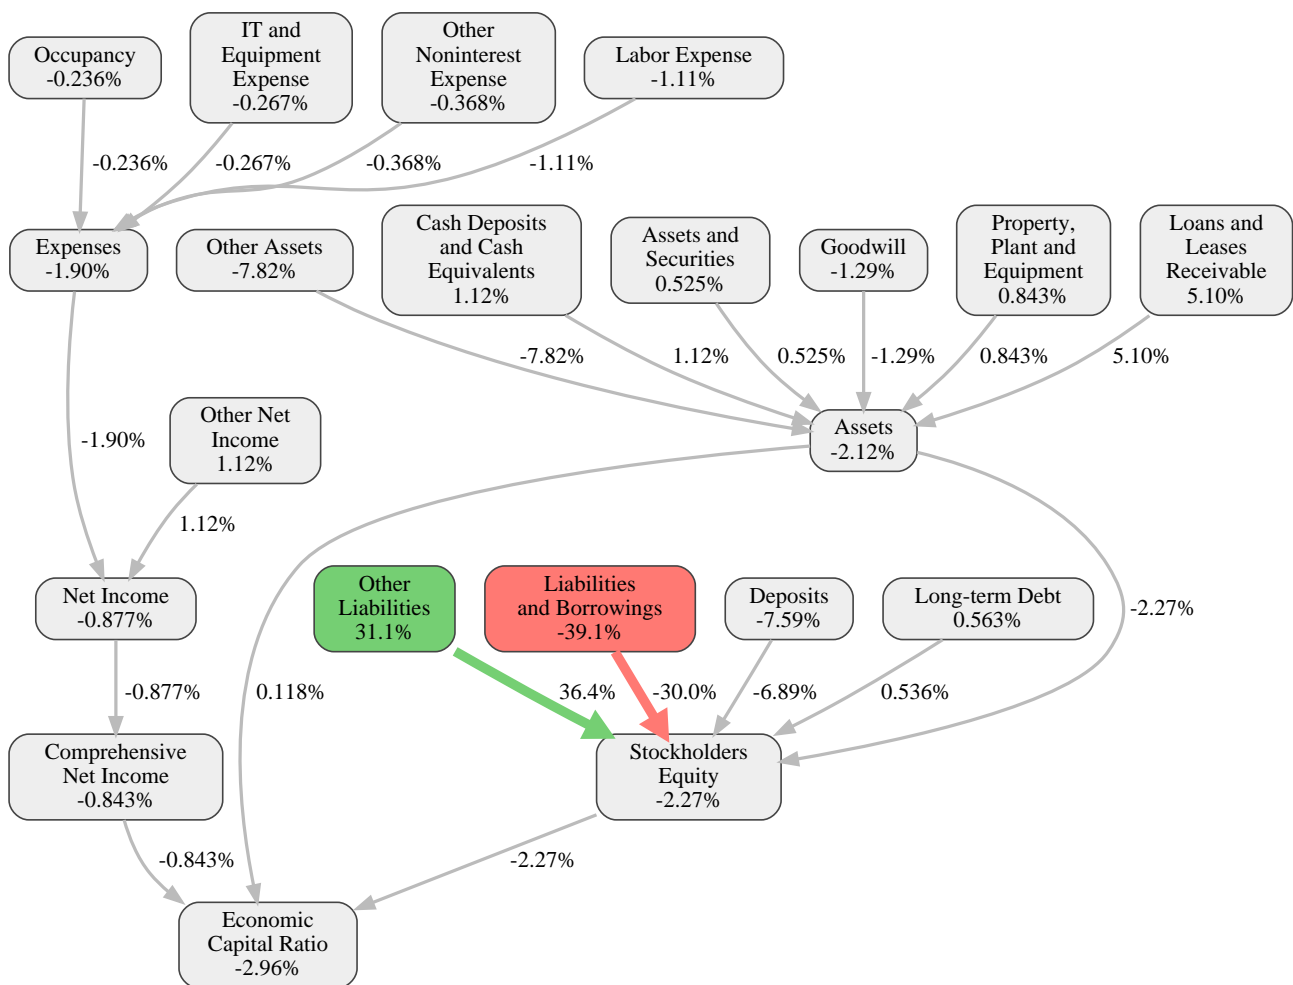 Occupancy
-0.236%
IT and
Equipment
Expense
-0.267%
Other
Noninterest
Expense
-0.368%
Labor Expense
-1.11%
-0.236%
-0.267%
-0.368%
-1.11%
Expenses
-1.90%
Other Assets
-7.82%
Cash Deposits
and Cash
Equivalents
1.12%
Assets and
Securities
0.525%
Goodwill
-1.29%
Property,
Plant and
Equipment
0.843%
Loans and
Leases
Receivable
5.10%
-7.82%
1.12%
0.525%
-1.29%
0.843%
5.10%
-1.90%
Other Net
Income
1.12%
Assets
-2.12%
1.12%
Net Income
-0.877%
Other
Liabilities
31.1%
Liabilities
and Borrowings
-39.1%
Deposits
-7.59%
Long-term Debt
0.563%
-2.27%
-0.877%
0.118%
36.4%
-30.0%
-6.89%
0.536%
Comprehensive
Net Income
-0.843%
Stockholders
Equity
-2.27%
-0.843%
-2.27%
Economic
Capital Ratio
-2.96%